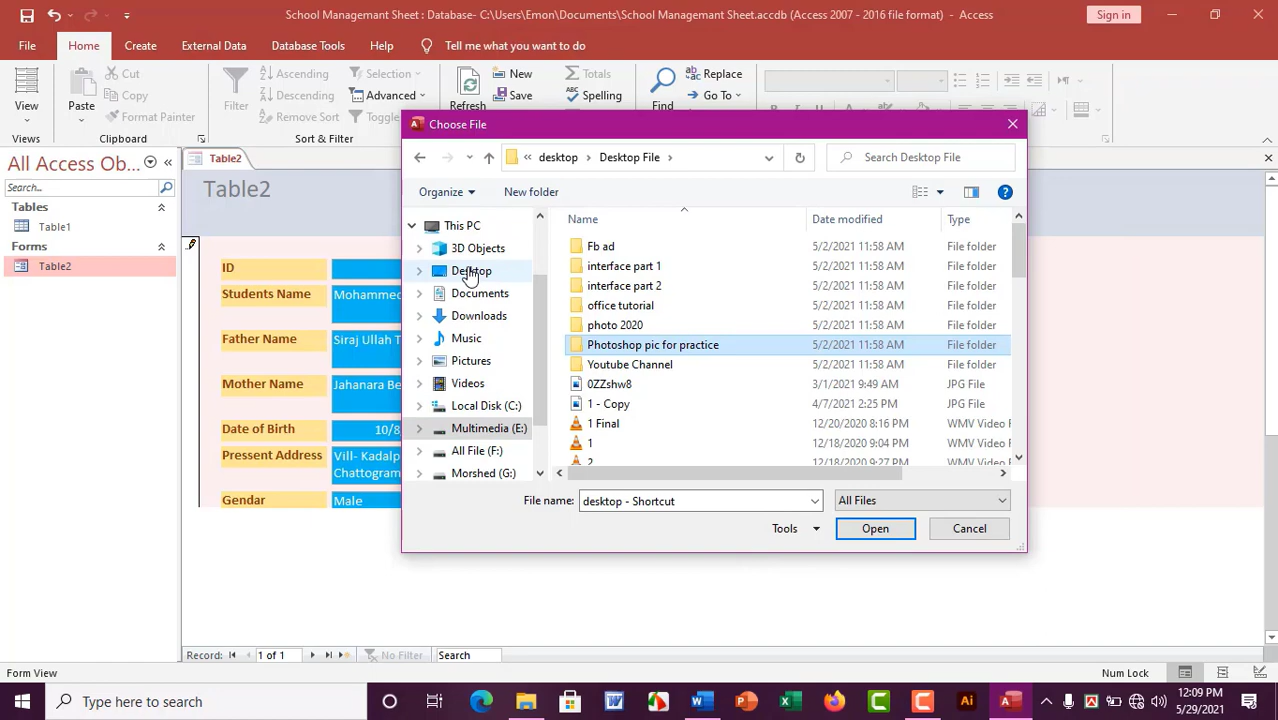 School Managment Sheet : Database- C:\Users\Emon\Documents\School Managment Sheet.accdb (Access 2007 - 2016 file format) - Access
Sign in
File Home Create External Data Database Tools Help Tell me what you want to do
View
Views
Paste
Cut
Copy
Format Painter
Clipboard
Filter
Ascending
Descending
Remove Sort
Selection
Advanced
Toggle
Sort & Filter
Refresh
New
Save
Totals
Spelling
Find
Replace
Go To
All Access Ob...
Search...
Tables
Table1
Forms
Table2
Table2
Table2
ID
Students Name Mohammed
Father Name Siraj Ullah T
Mother Name Jahanara Be
Date of Birth 10/8
Pressent Address Vill- Kadalp
Chattogram
Gendar Male
Choose File
« desktop > Desktop File >
Search Desktop File
Organize New folder
This PC
3D Objects
Desktop
Documents
Downloads
Music
Pictures
Videos
Local Disk (C:)
Multimedia (E:)
All File (F:)
Morshed (G:)
Name Date modified Type
Fb ad 5/2/2021 11:58 AM File folder
interface part 1 5/2/2021 11:58 AM File folder
interface part 2 5/2/2021 11:58 AM File folder
office tutorial 5/2/2021 11:58 AM File folder
photo 2020 5/2/2021 11:58 AM File folder
Photoshop pic for practice 5/2/2021 11:58 AM File folder
Youtube Channel 5/2/2021 11:58 AM File folder
0ZZshw8 3/1/2021 9:49 AM JPG File
1 - Copy 4/7/2021 2:25 PM JPG File
1 Final 12/20/2020 8:16 PM WMV Video F
1 12/18/2020 9:04 PM WMV Video F
2 12/18/2020 9:27 PM WMV Video F
File name: desktop - Shortcut All Files
Tools Open Cancel
Record: 1 of 1 No Filter Search
Form View Num Lock
Type here to search
12:09 PM
5/29/2021